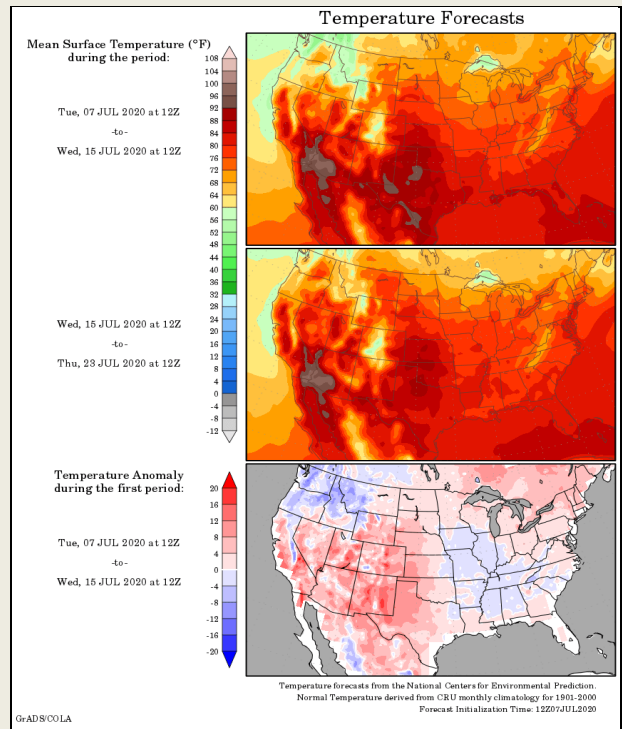 Temperature Forecasts
Mean Surface Temperature (°F)
during the period:
Tue, 07 JUL 2020 at 12Z
-to-
Wed, 15 JUL 2020 at 12Z
108
104
100
96
92
88
84
80
76
72
68
64
60
56
52
48
44
40
36
32
28
24
20
16
12
8
4
0
-4
-8
-12
Wed, 15 JUL 2020 at 12Z
-to-
Thu, 23 JUL 2020 at 12Z
Temperature Anomaly
during the first period:
Tue, 07 JUL 2020 at 12Z
-to-
Wed, 15 JUL 2020 at 12Z
20
16
12
8
4
0
-4
-8
-12
-16
-20
Temperature forecasts from the National Centers for Environmental Prediction.
Normal Temperature derived from CRU monthly climatology for 1901-2000
Forecast Initialization Time: 12Z07JUL2020
GrADS/COLA